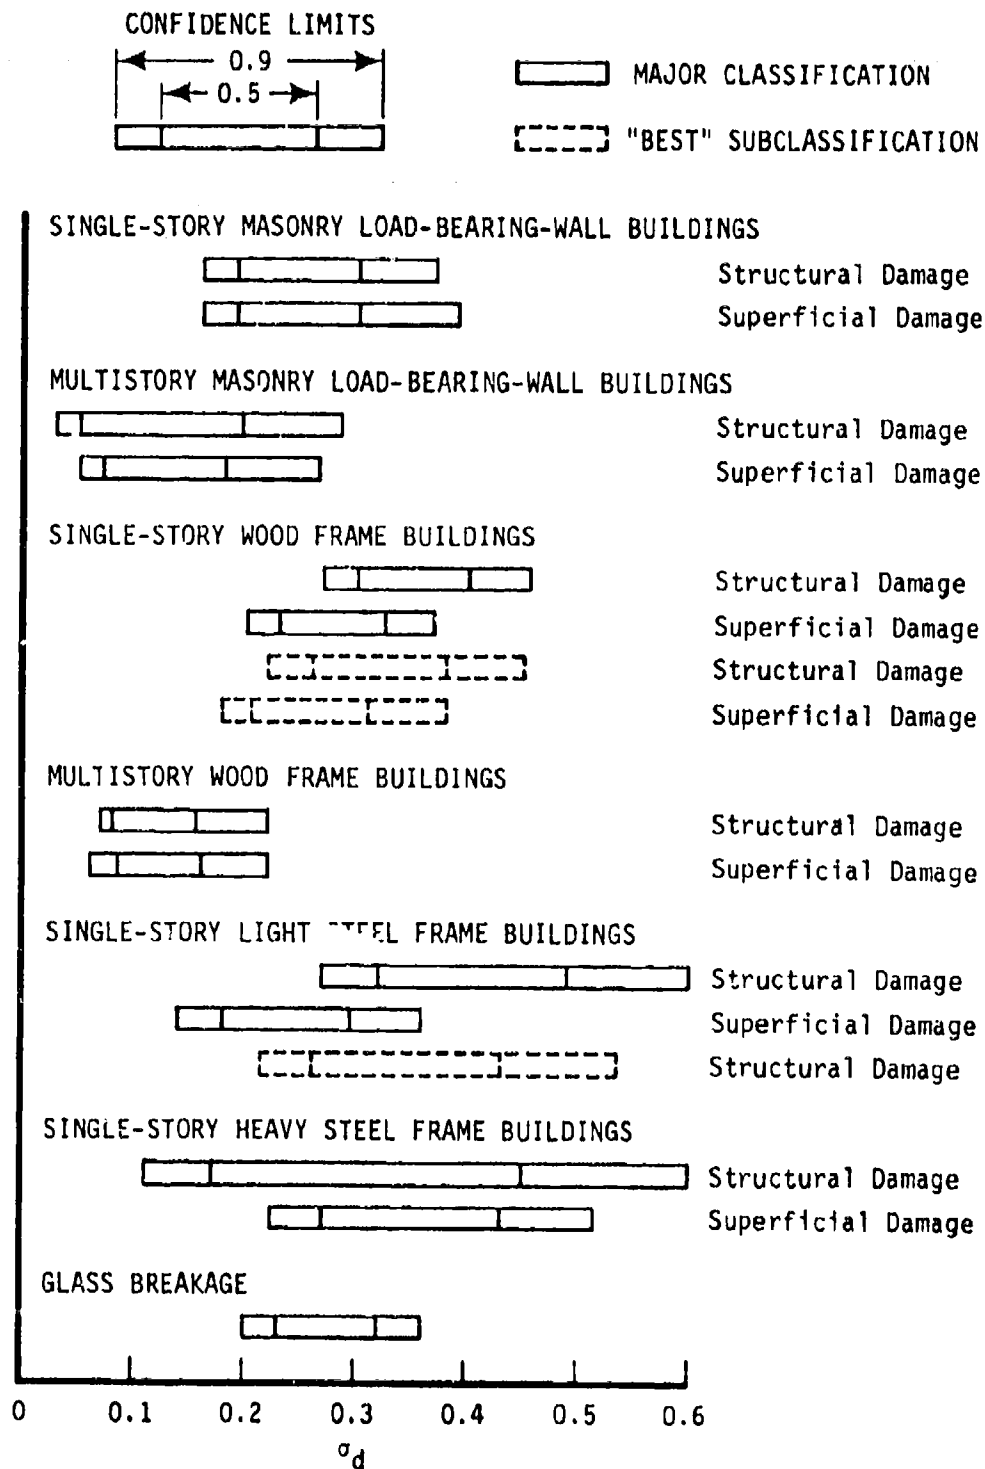 CONFIDENCE LIMITS
0.9
0.5
MAJOR CLASSIFICATION
"BEST" SUBCLASSIFICATION
SINGLE-STORY MASONRY LOAD-BEARING-WALL BUILDINGS
Structural Damage
Superficial Damage
MULTISTORY MASONRY LOAD-BEARING-WALL BUILDINGS
Structural Damage
Superficial Damage
SINGLE-STORY WOOD FRAME BUILDINGS
Structural Damage
Superficial Damage
Structural Damage
Superficial Damage
MULTISTORY WOOD FRAME BUILDINGS
Structural Damage
Superficial Damage
SINGLE-STORY LIGHT FRAME BUILDINGS
Structural Damage
Superficial Damage
Structural Damage
SINGLE-STORY HEAVY STEEL FRAME BUILDINGS
Structural Damage
Superficial Damage
GLASS BREAKAGE
0 0.1 0.2 0.3 0.4 0.5 0.6
σd